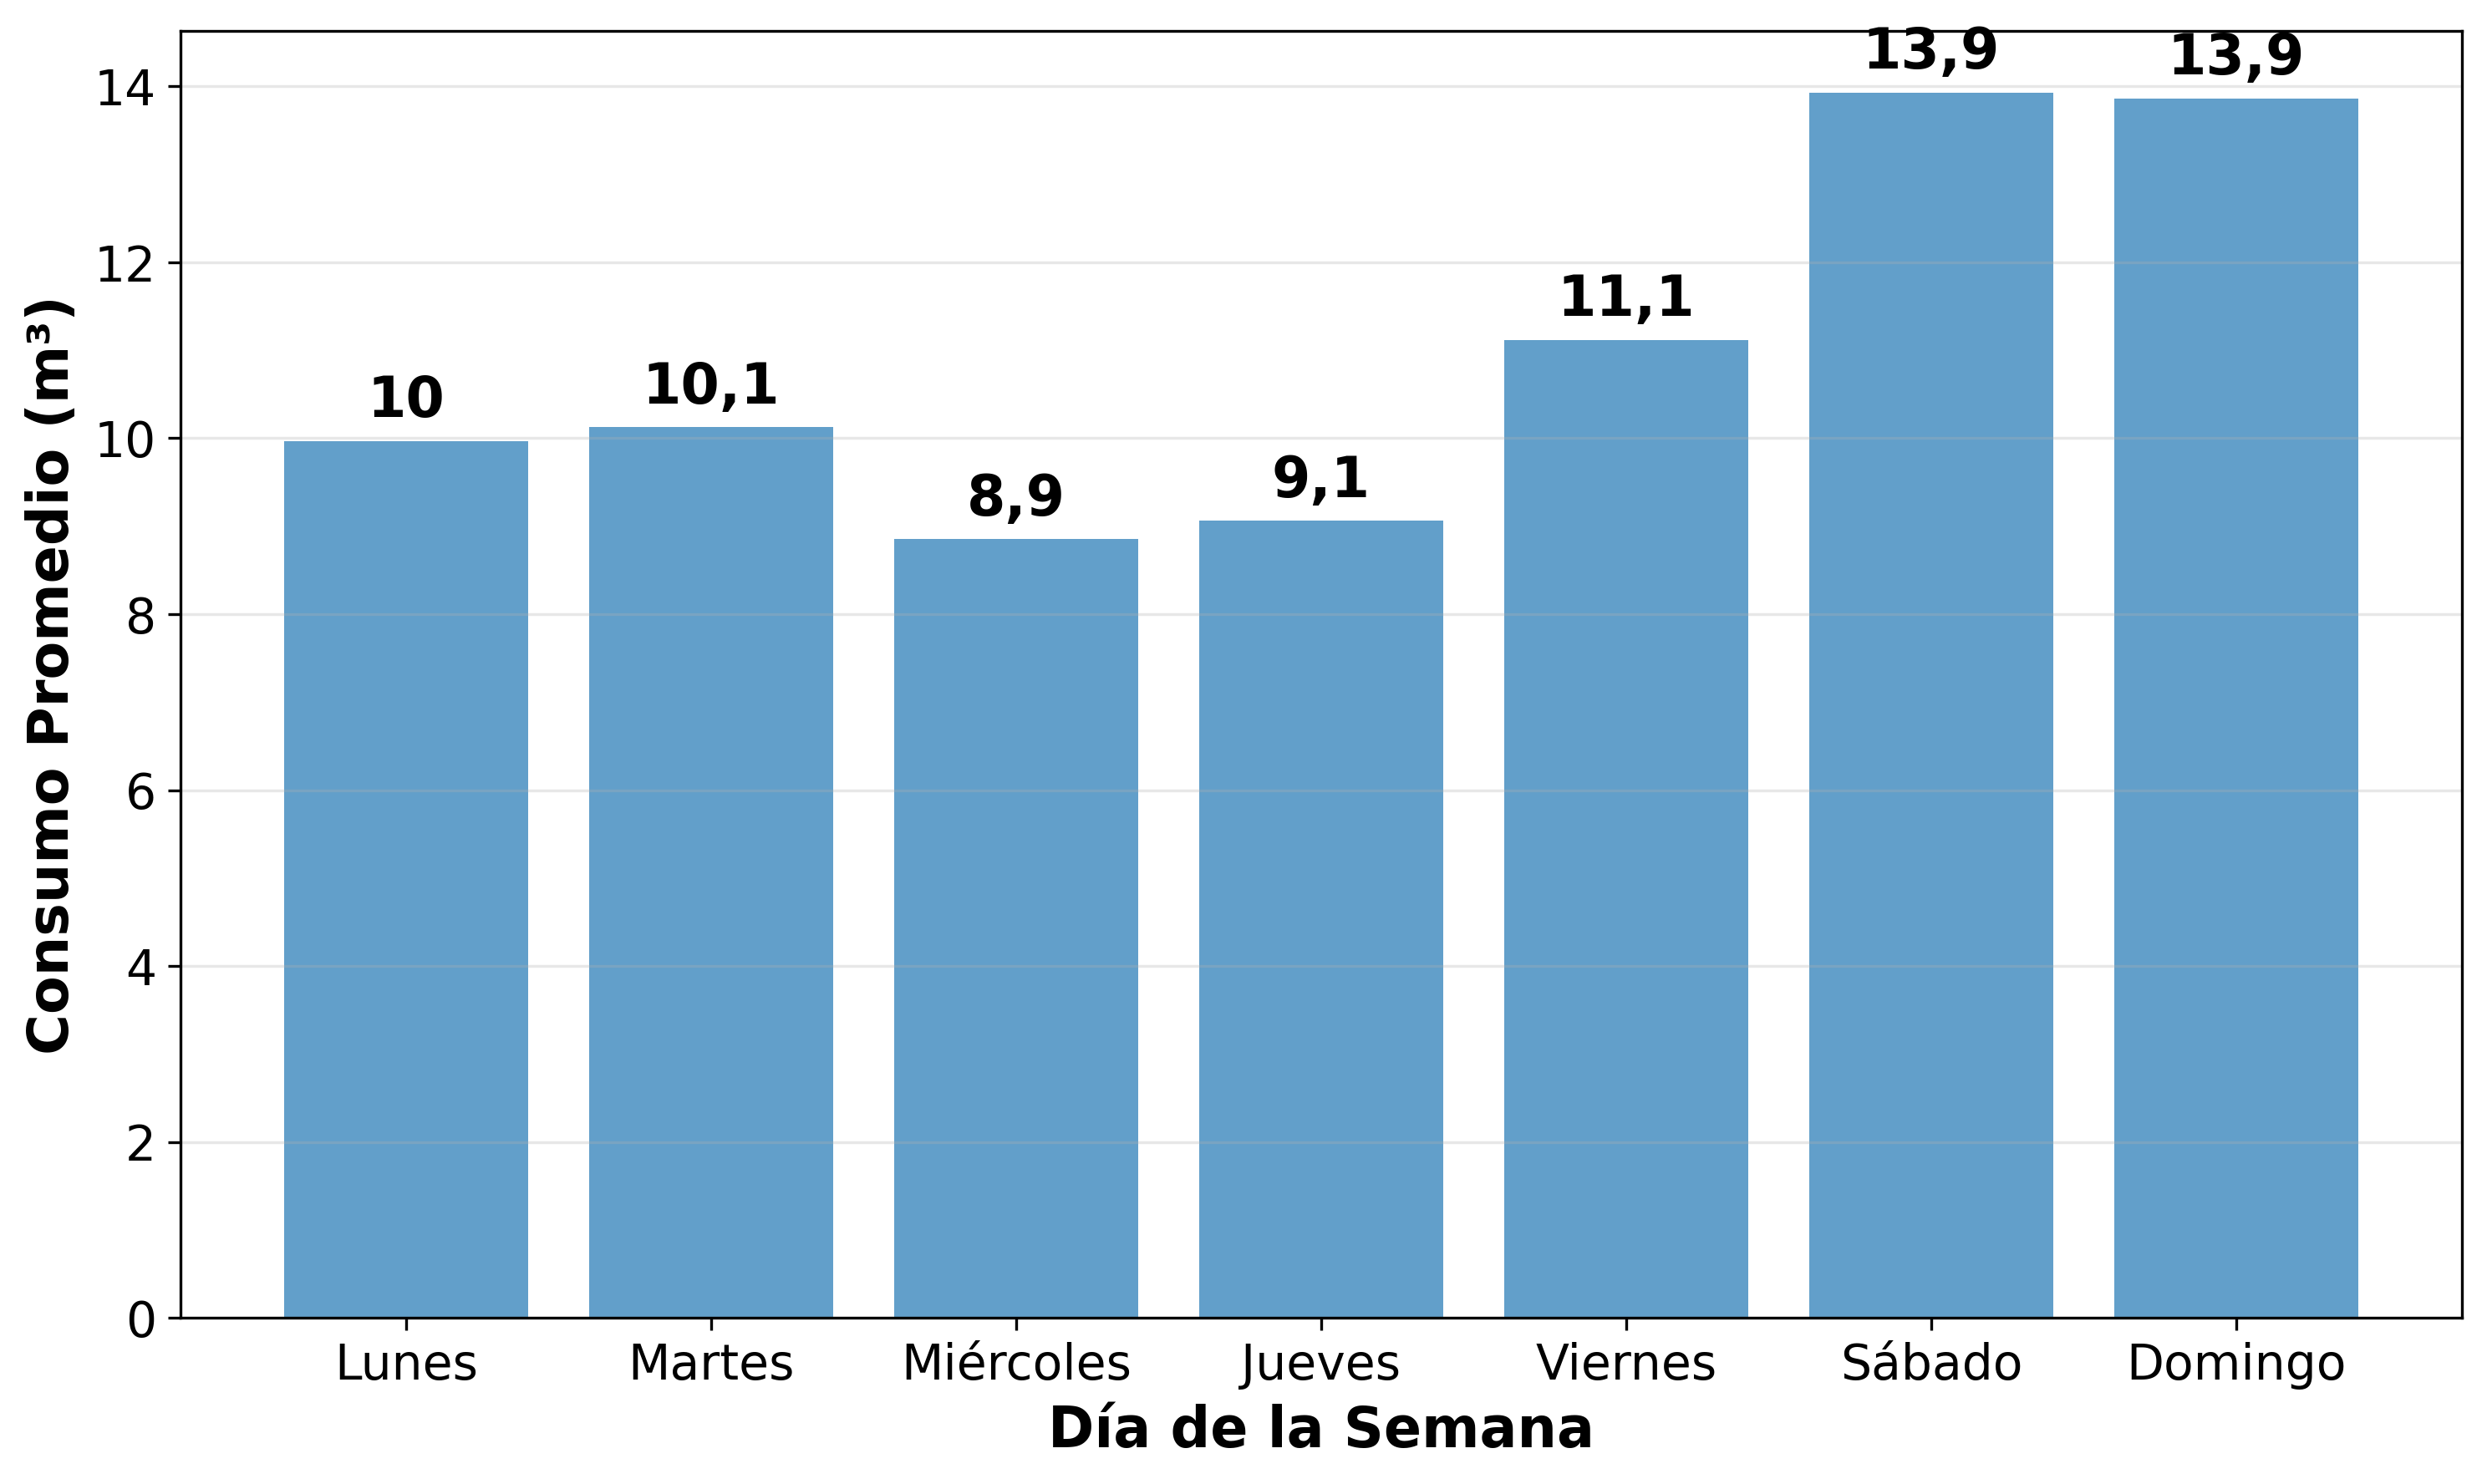 13,9
13,9
14
12
11,1
10,1
10
10
9,1
8,9
8
6
4
2
0
Consumo Promedio (m³)
Lunes
Martes
Miércoles
Jueves
Viernes
Sábado
Domingo
Día de la Semana